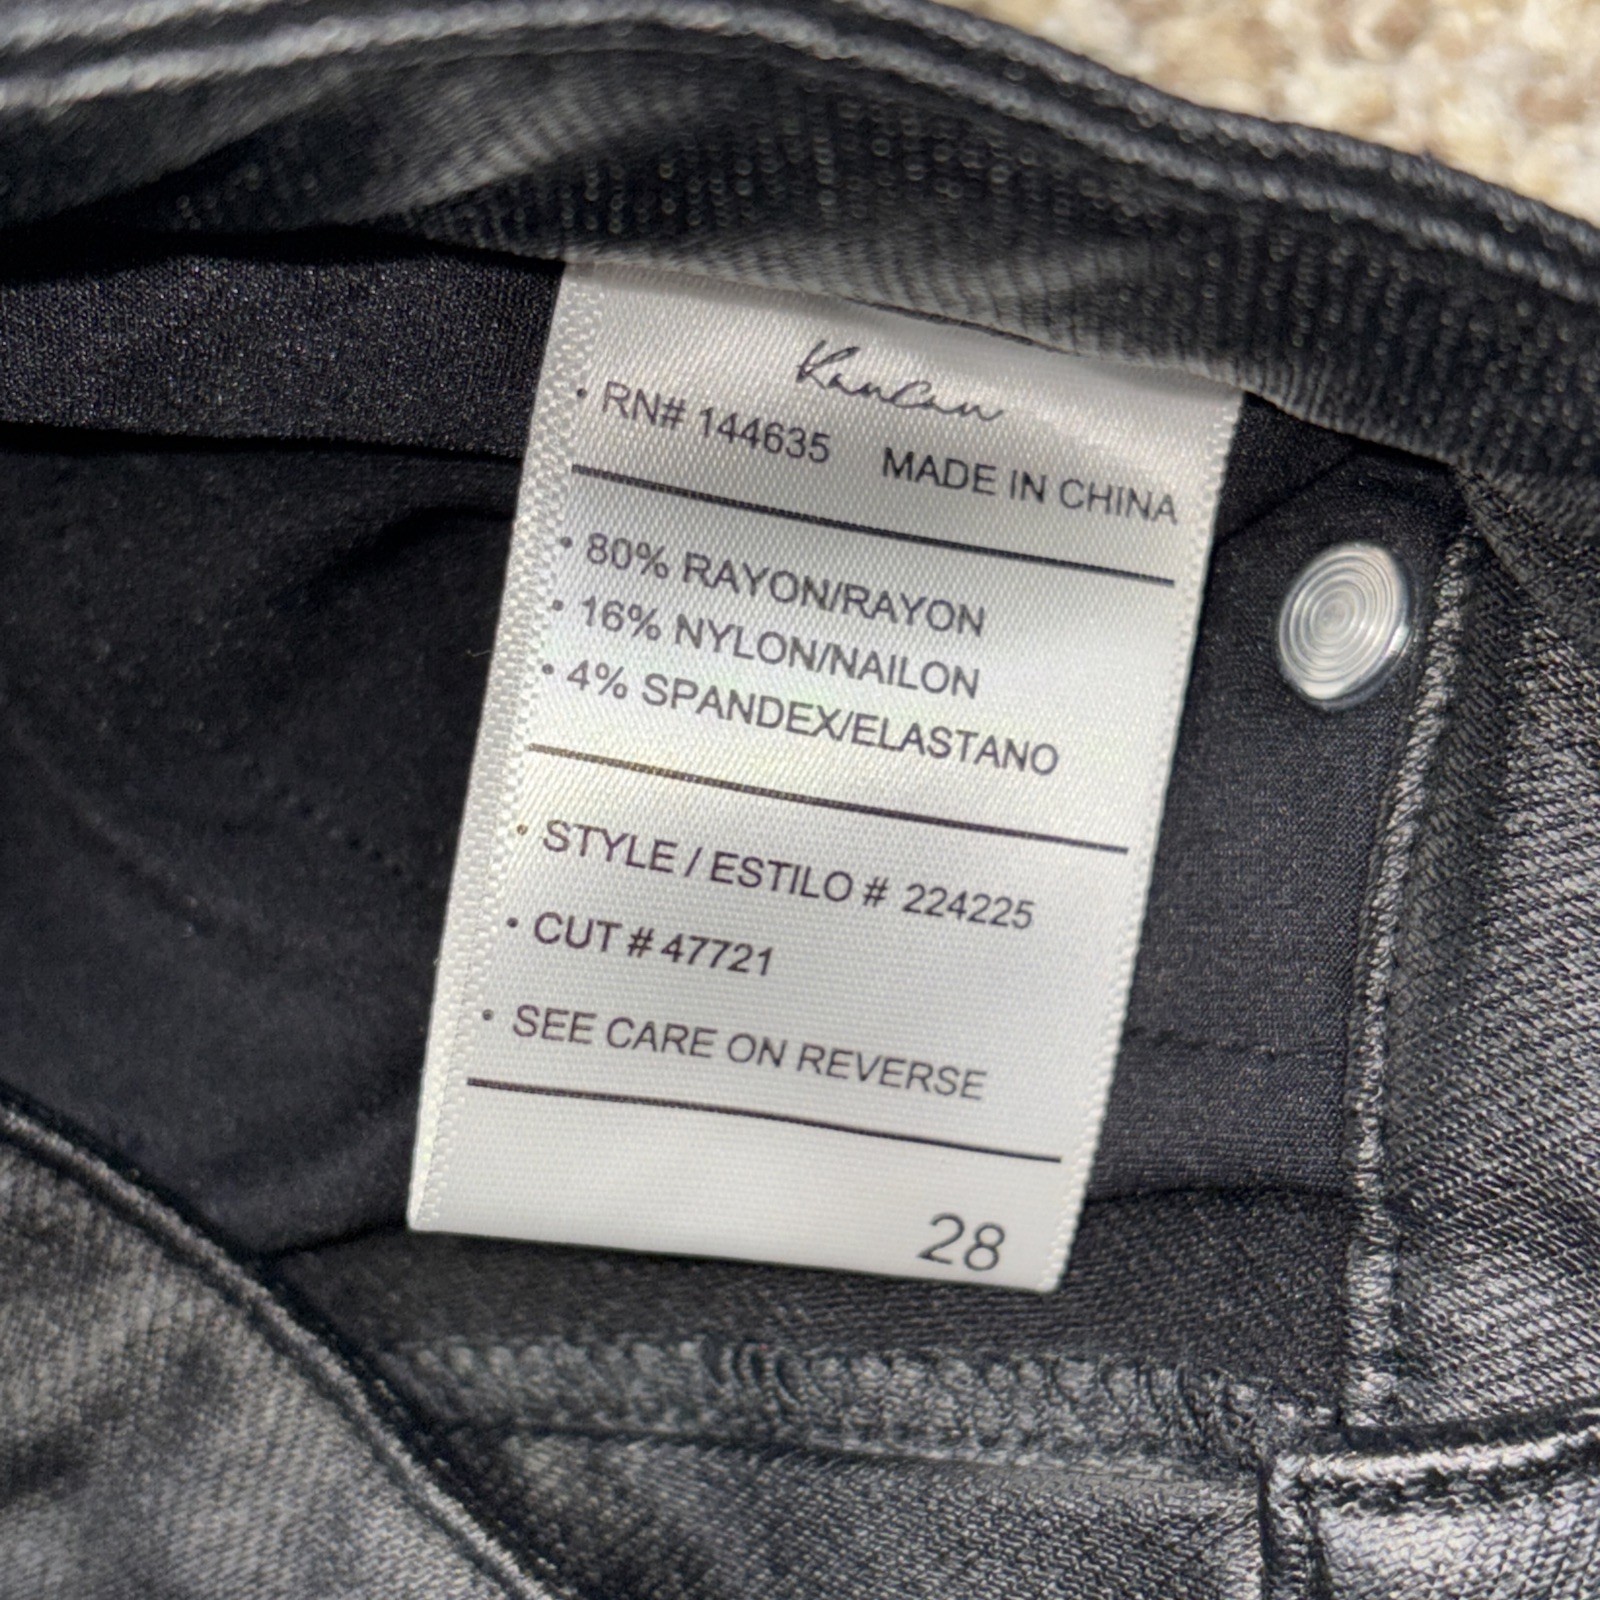 KanCan
• RN# 144635 MADE IN CHINA
• 80% RAYON/RAYON
• 16% NYLON/NAILON
• 4% SPANDEX/ELASTANO
• STYLE / ESTILO # 224225
• CUT # 47721
• SEE CARE ON REVERSE
28